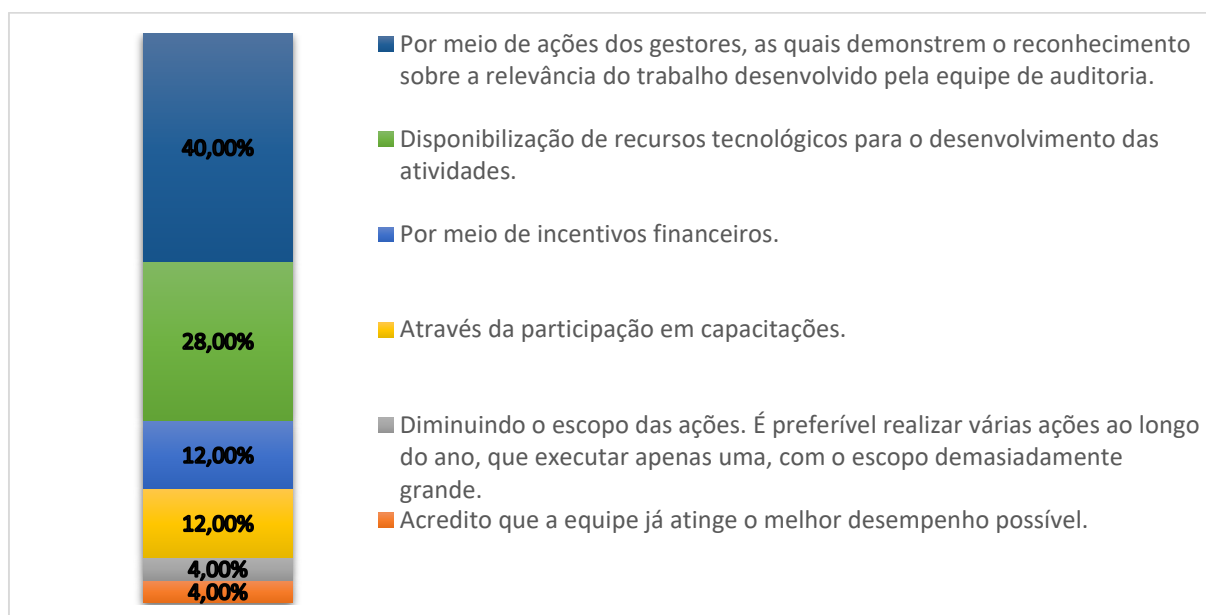 Por meio de ações dos gestores, as quais demonstrem o reconhecimento
sobre a relevância do trabalho desenvolvido pela equipe de auditoria.
40,00%
Disponibilização de recursos tecnológicos para o desenvolvimento das
atividades.
Por meio de incentivos financeiros.
28,00%
Através da participação em capacitações.
Diminuindo o escopo das ações. É preferível realizar várias ações ao longo
do ano, que executar apenas uma, com o escopo demasiadamente
grande.
12,00%
Acredito que a equipe já atinge o melhor desempenho possível.
12,00%
4,00%
4,00%